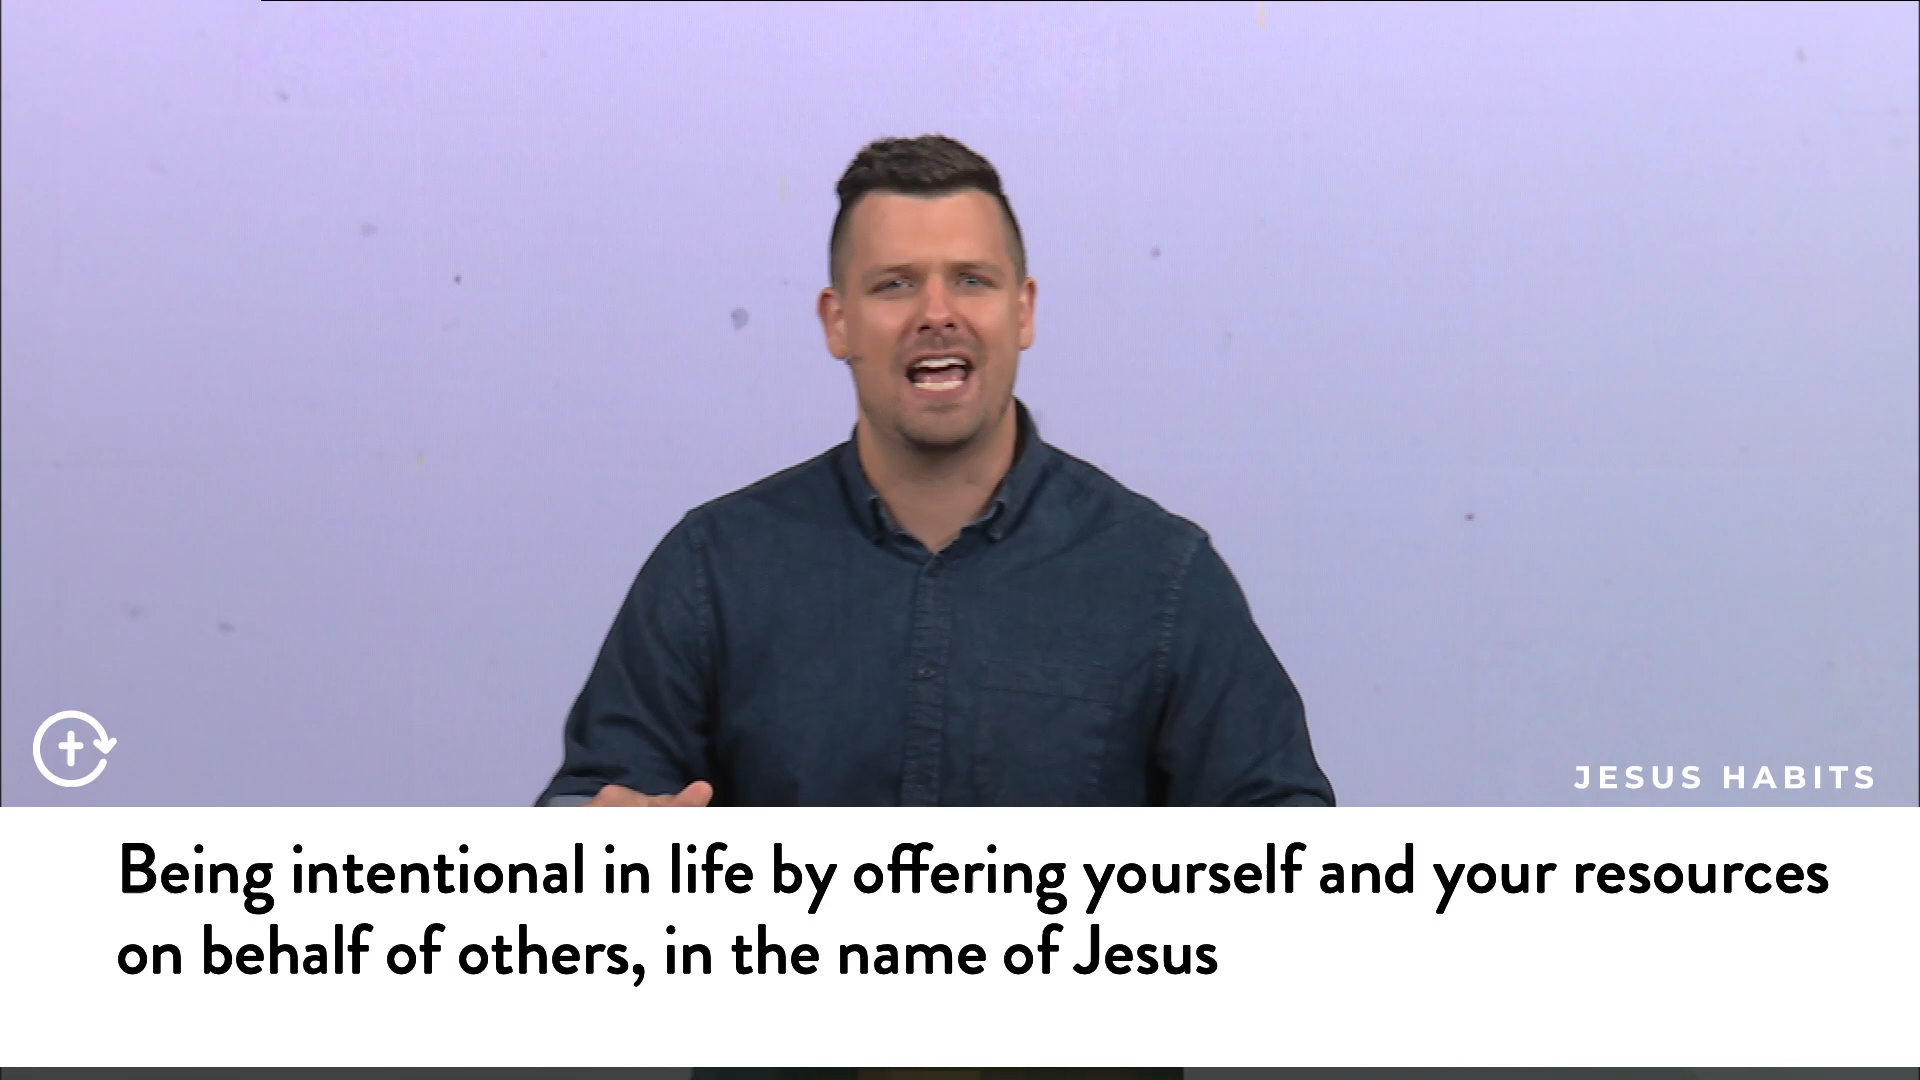 JESUS HABITS
Being intentional in life by offering yourself and your resources
on behalf of others, in the name of Jesus